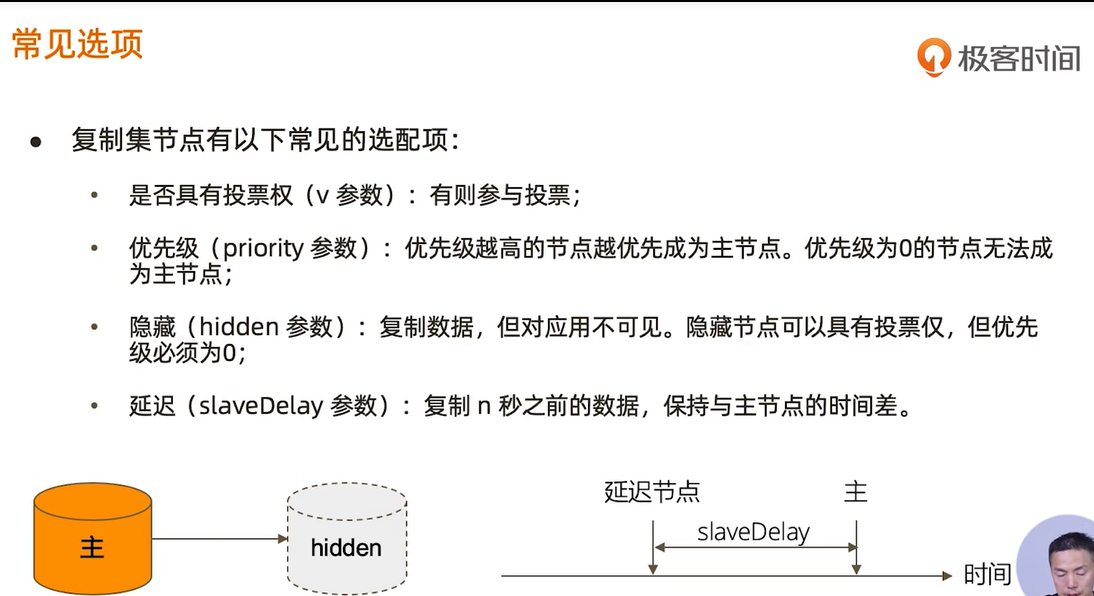 常见选项
极客时间
• 复制集节点有以下常见的选配项：
• 是否具有投票权（v 参数）：有则参与投票；
• 优先级（priority 参数）：优先级越高的节点越优先成为主节点。优先级为0的节点无法成
为主节点；
• 隐藏（hidden 参数）：复制数据，但对应用不可见。隐藏节点可以具有投票仅，但优先
级必须为0；
• 延迟（slaveDelay 参数）：复制 n 秒之前的数据，保持与主节点的时间差。
主
hidden
延迟节点
主
slaveDelay
时间